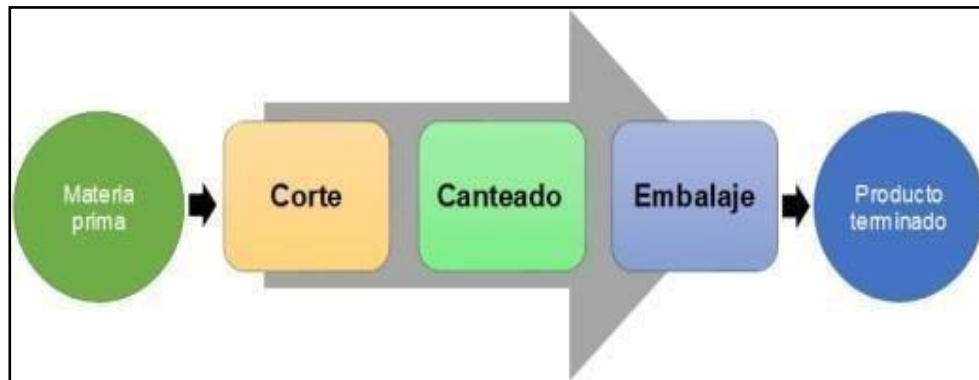 Materia
prima
Corte
Canteado
Embalaje
Producto
terminado